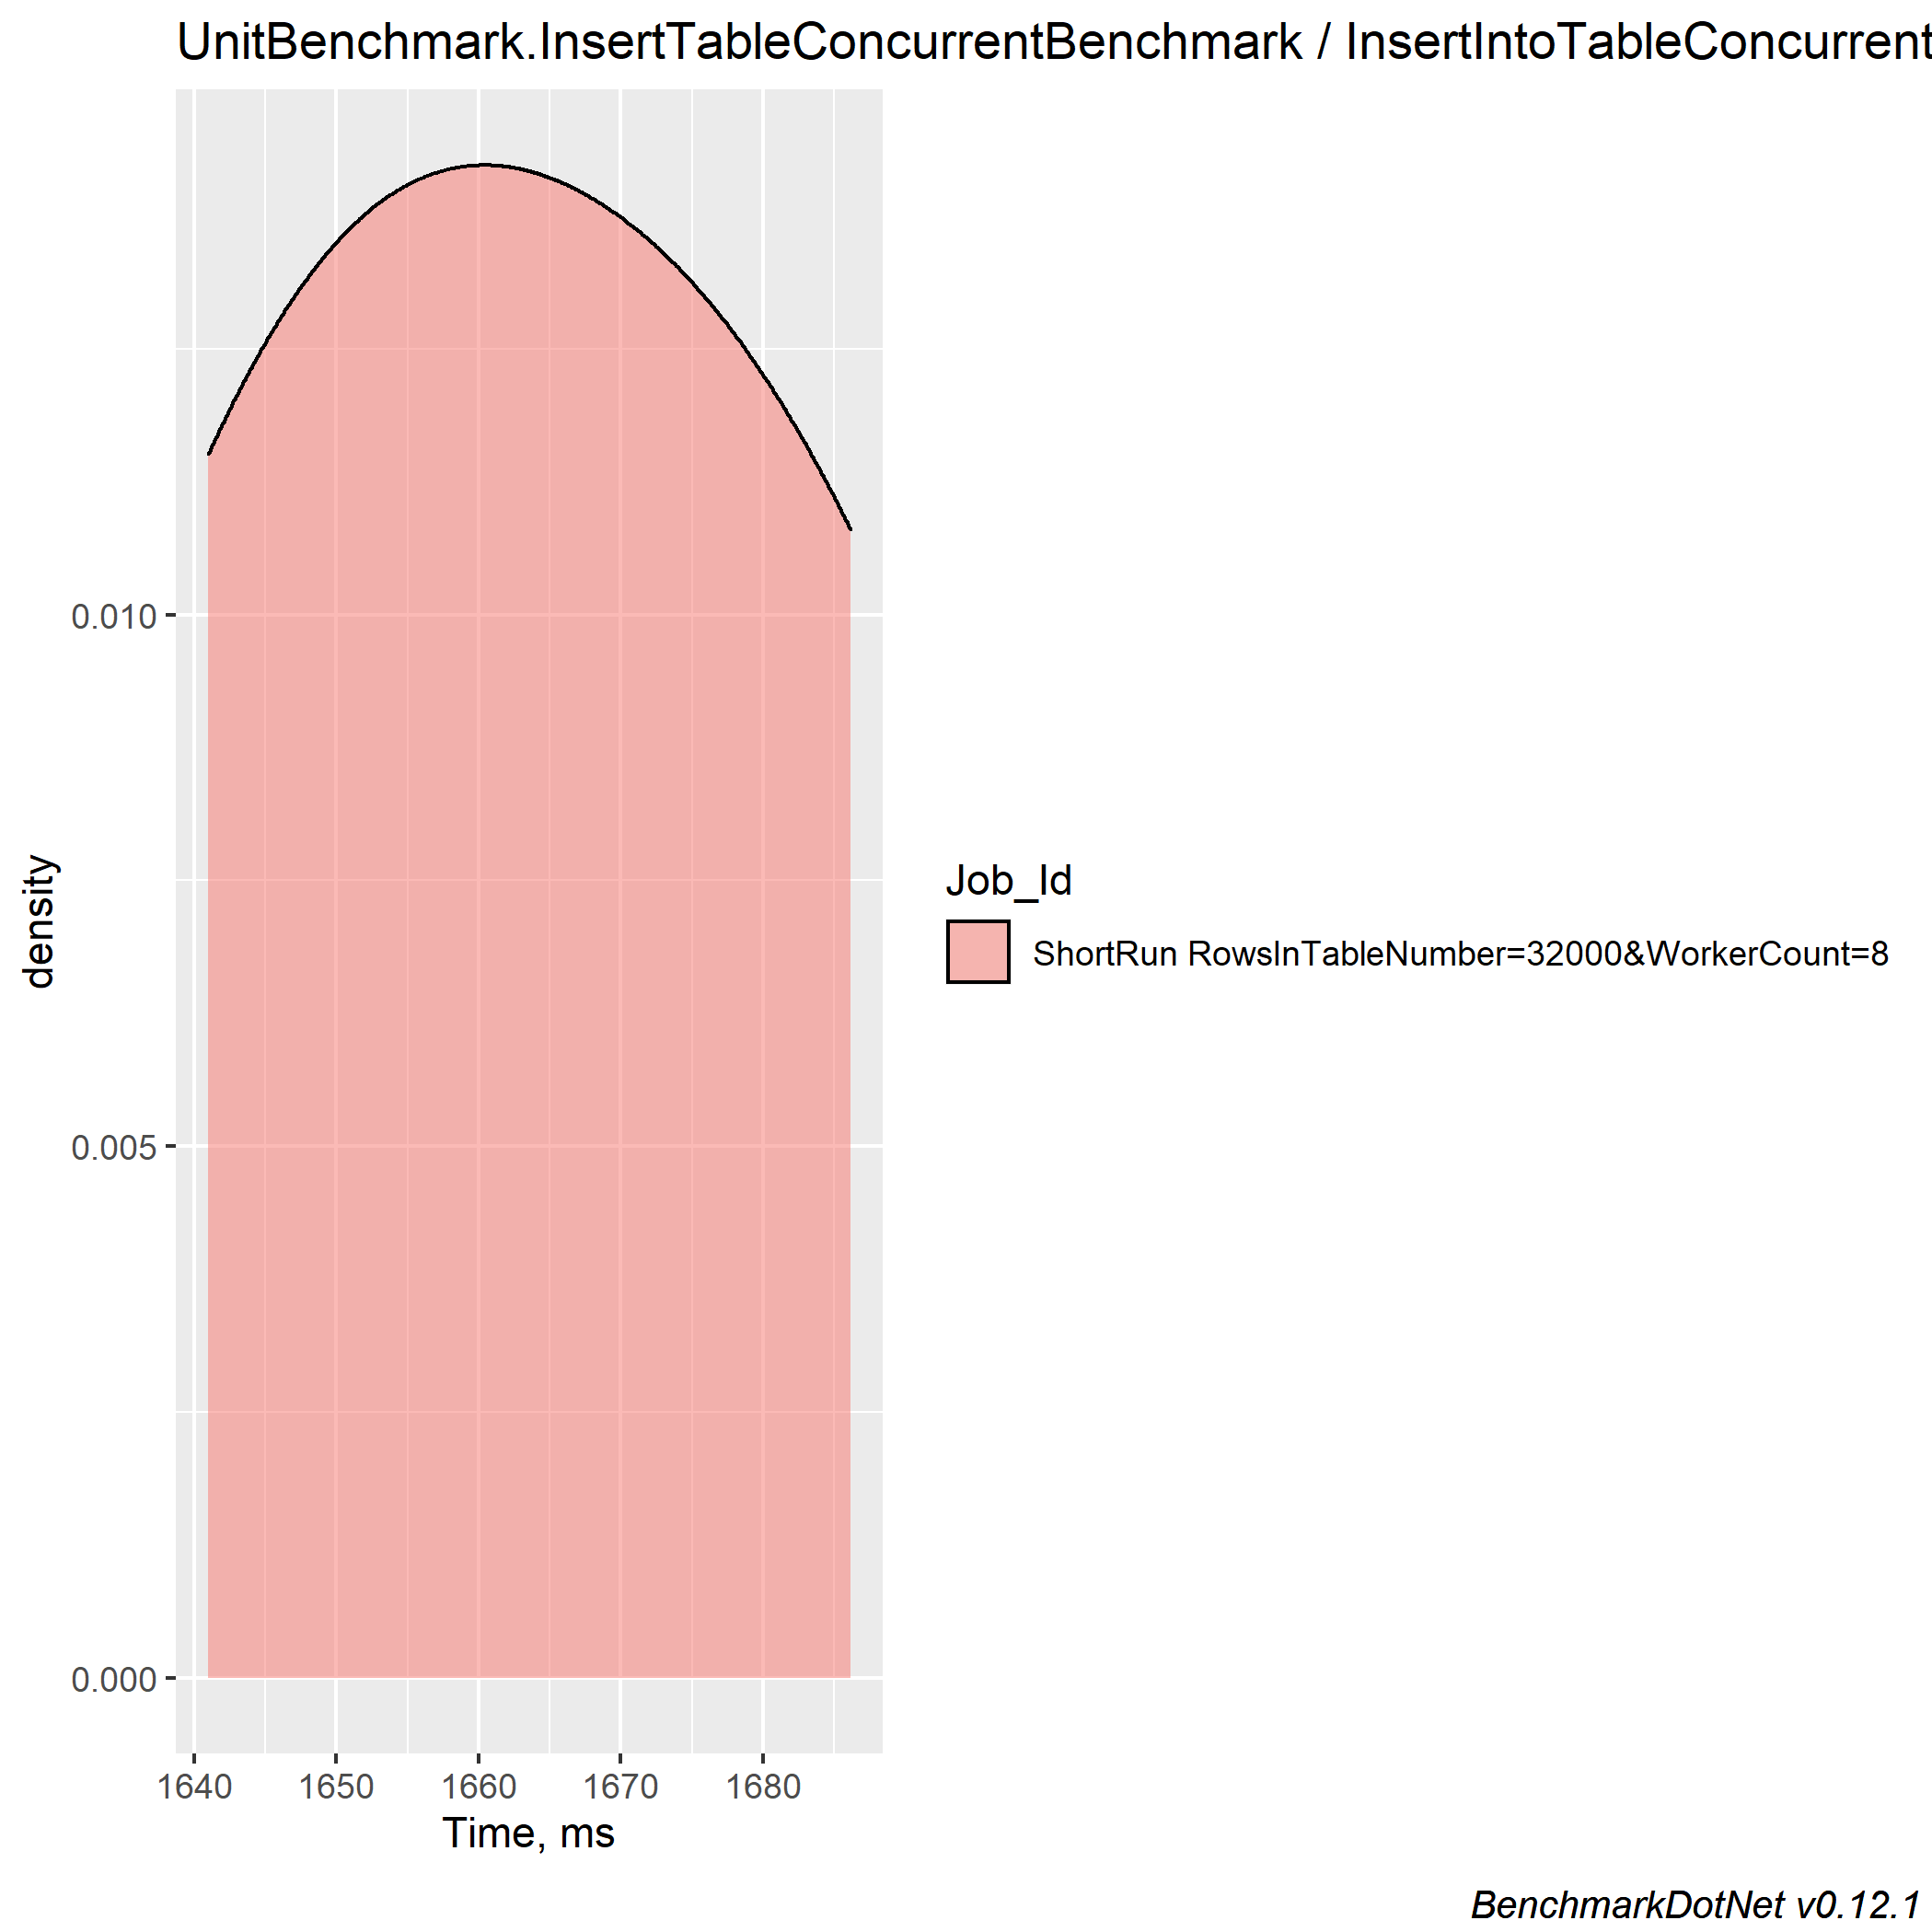 UnitBenchmark.InsertTableConcurrentBenchmark / InsertIntoTableConcurrent
0.010
0.005
0.000
density
1640 1650 1660 1670 1680
Time, ms
Job_Id
ShortRun RowsInTableNumber=32000&WorkerCount=8
BenchmarkDotNet v0.12.1